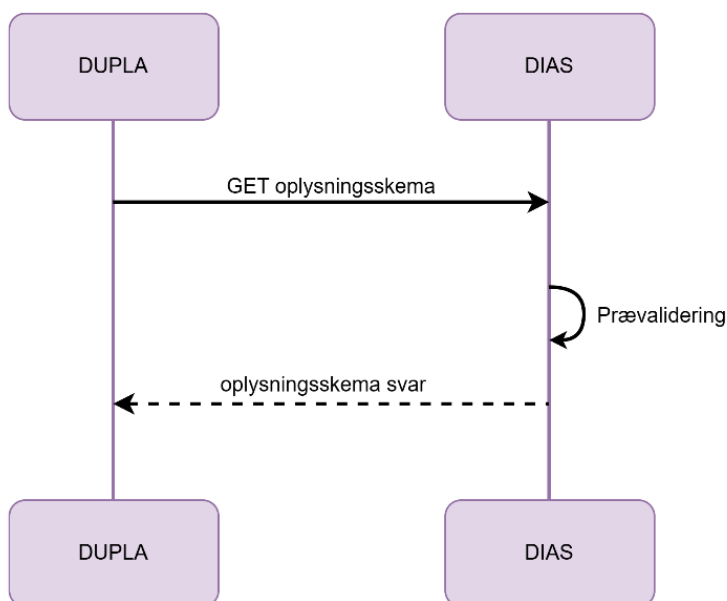 DUPLA
DIAS
GET oplysningsskema
Prævalidering
oplysningsskema svar
DUPLA
DIAS